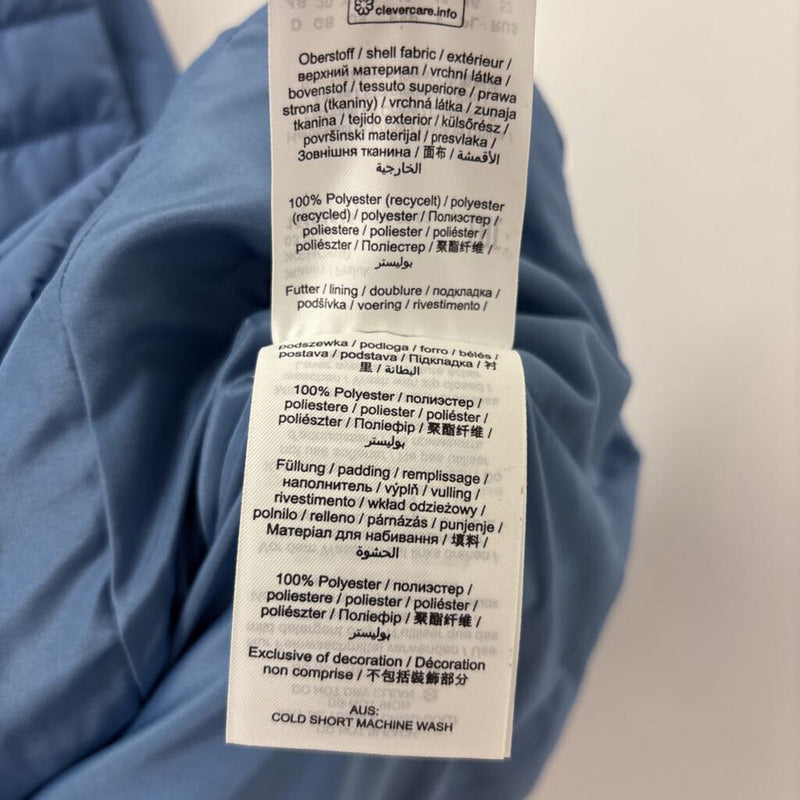 clevercare.info
Oberstoff / shell fabric / extérieur /
верхний материал / vrchní látka /
bovenstof / tessuto superiore / prawa
strona (tkaniny) / vrchná látka / zunaja
tkanina / tejido exterior / külsőrész /
površinski materijal / presvlaka /
Зовнішня тканина / 面布 / الأقمشة
الخارجية
100% Polyester (recycelt) / polyester
(recycled) / polyester / Полиэстер /
poliestere / poliester / poliéster /
poliészter / Поліестер / 聚酯纤维 /
بوليستر
Futter / lining / doublure / подкладка /
podšívka / voering / rivestimento /
podszewka / podloga / forro / bélés /
postava / podstava / Підкладка / 衬
里 / البطانة
100% Polyester / полиэстер /
poliestere / poliester / poliéster /
poliészter / Поліефір / 聚酯纤维 /
بوليستر
Füllung / padding / remplissage /
наполнитель / výplň / vulling /
rivestimento / wkład odzieżowy /
polnilo / relleno / párnázás / punjenje /
Матеріал для набивання / 填料 /
الحشوة
100% Polyester / полиэстер /
poliestere / poliester / poliéster /
poliészter / Поліефір / 聚酯纤维 /
بوليستر
Exclusive of decoration / Décoration
non comprise / 不包括裝飾部分
AUS:
COLD SHORT MACHINE WASH